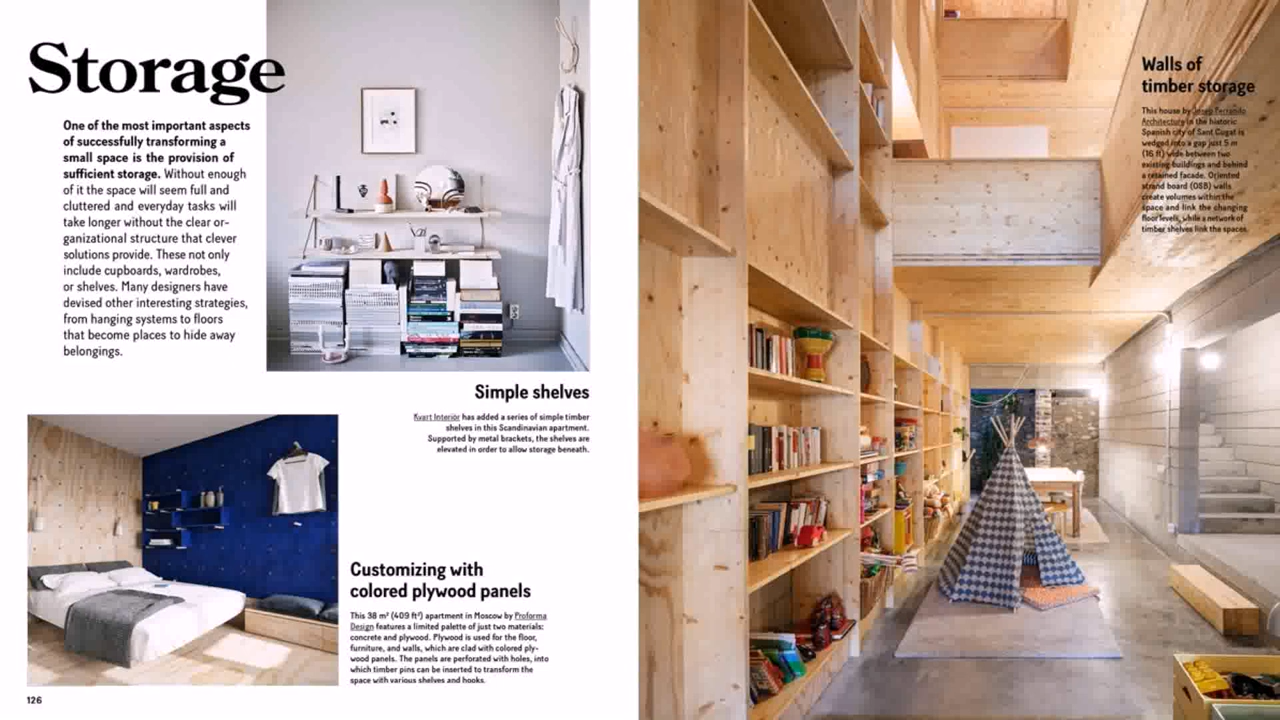 Storage
One of the most important aspects
of successfully transforming a
small space is the provision of
sufficient storage. Without enough
of it the space will seem full and
cluttered and everyday tasks will
take longer without the clear or-
ganizational structure that clever
solutions provide. These not only
include cupboards, wardrobes,
or shelves. Many designers have
devised other interesting strategies,
from hanging systems to floors
that become places to hide away
belongings.
Simple shelves
Kvart Interiör has added a series of simple timber
shelves in this Scandinavian apartment.
Supported by metal brackets, the shelves are
elevated in order to allow storage beneath.
Customizing with
colored plywood panels
This 38 m² (409 ft²) apartment in Moscow by Proforma
Design features a limited palette of just two materials:
concrete and plywood. Plywood is used for the floor,
furniture, and walls, which are clad with colored ply-
wood panels. The panels are perforated with holes, into
which timber pins can be inserted to transform the
space with various shelves and hooks.
126
Walls of
timber storage
This house by Josep Ferrando
Architecture in the historic
Spanish city of Sant Cugat is
wedged into a gap just 5 m
(16 ft) wide between two
existing buildings and behind
a retained facade. Oriented
strand board (OSB) walls
create volumes within the
space and link the changing
floor levels, while a network of
timber shelves link the spaces.